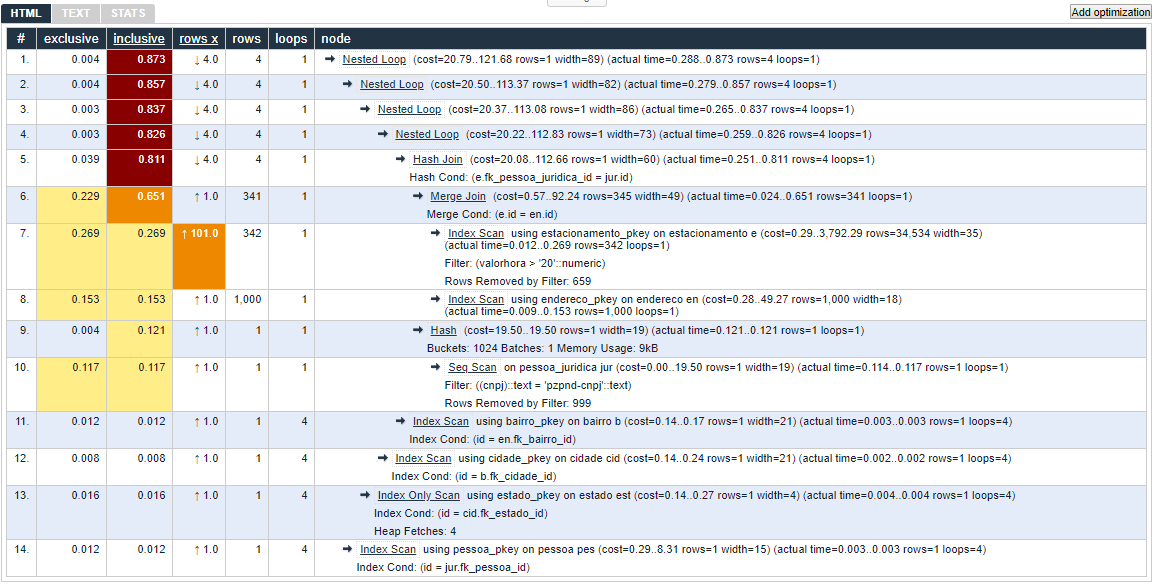 HTML TEXT STATS
Add optimization
# exclusive inclusive rows x rows loops node
1. 0.004 0.873 ↓ 4.0 4 1 → Nested Loop (cost=20.79..121.68 rows=1 width=89) (actual time=0.288..0.873 rows=4 loops=1)
2. 0.004 0.857 ↓ 4.0 4 1 → Nested Loop (cost=20.50..113.37 rows=1 width=82) (actual time=0.279..0.857 rows=4 loops=1)
3. 0.003 0.837 ↓ 4.0 4 1 → Nested Loop (cost=20.37..113.08 rows=1 width=86) (actual time=0.265..0.837 rows=4 loops=1)
4. 0.003 0.826 ↓ 4.0 4 1 → Nested Loop (cost=20.22..112.83 rows=1 width=73) (actual time=0.259..0.826 rows=4 loops=1)
5. 0.039 0.811 ↓ 4.0 4 1 → Hash Join (cost=20.08..112.66 rows=1 width=60) (actual time=0.251..0.811 rows=4 loops=1)
Hash Cond: (e.fk_pessoa_juridica_id = jur.id)
6. 0.229 0.651 ↑ 1.0 341 1 → Merge Join (cost=0.57..92.24 rows=345 width=49) (actual time=0.024..0.651 rows=341 loops=1)
Merge Cond: (e.id = en.id)
7. 0.269 0.269 ↑ 101.0 342 1 → Index Scan using estacionamento_pkey on estacionamento e (cost=0.29..3,792.29 rows=34,534 width=35)
(actual time=0.012..0.269 rows=342 loops=1)
Filter: (valorhora > '20'::numeric)
Rows Removed by Filter: 659
8. 0.153 0.153 ↑ 1.0 1,000 1 → Index Scan using endereco_pkey on endereco en (cost=0.28..49.27 rows=1,000 width=18)
(actual time=0.009..0.153 rows=1,000 loops=1)
9. 0.004 0.121 ↑ 1.0 1 1 → Hash (cost=19.50..19.50 rows=1 width=19) (actual time=0.121..0.121 rows=1 loops=1)
Buckets: 1024 Batches: 1 Memory Usage: 9kB
10. 0.117 0.117 ↑ 1.0 1 1 → Seq Scan on pessoa_juridica jur (cost=0.00..19.50 rows=1 width=19) (actual time=0.114..0.117 rows=1 loops=1)
Filter: ((cnpj)::text = 'pzpnd-cnpj'::text)
Rows Removed by Filter: 999
11. 0.012 0.012 ↑ 1.0 1 4 → Index Scan using bairro_pkey on bairro b (cost=0.14..0.17 rows=1 width=21) (actual time=0.003..0.003 rows=1 loops=4)
Index Cond: (id = en.fk_bairro_id)
12. 0.008 0.008 ↑ 1.0 1 4 → Index Scan using cidade_pkey on cidade cid (cost=0.14..0.24 rows=1 width=21) (actual time=0.002..0.002 rows=1 loops=4)
Index Cond: (id = b.fk_cidade_id)
13. 0.016 0.016 ↑ 1.0 1 4 → Index Only Scan using estado_pkey on estado est (cost=0.14..0.27 rows=1 width=4) (actual time=0.004..0.004 rows=1 loops=4)
Index Cond: (id = cid.fk_estado_id)
Heap Fetches: 4
14. 0.012 0.012 ↑ 1.0 1 4 → Index Scan using pessoa_pkey on pessoa pes (cost=0.29..8.31 rows=1 width=15) (actual time=0.003..0.003 rows=1 loops=4)
Index Cond: (id = jur.fk_pessoa_id)